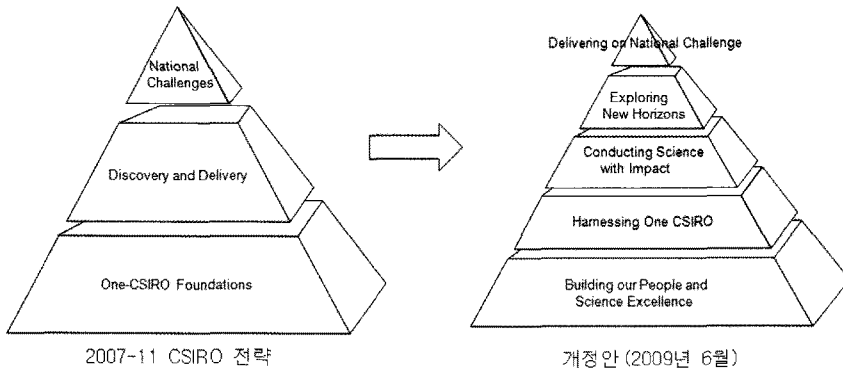 National
Challenges
Discovery and Delivery
One-CSIRO Foundations
2007-11 CSIRO 전략
Delivering on National Challenge
Exploring
New Horizons
Conducting Science
with Impact
Harnessing One CSIRO
Building our People and
Science Excellence
개정안 (2009년 6월)